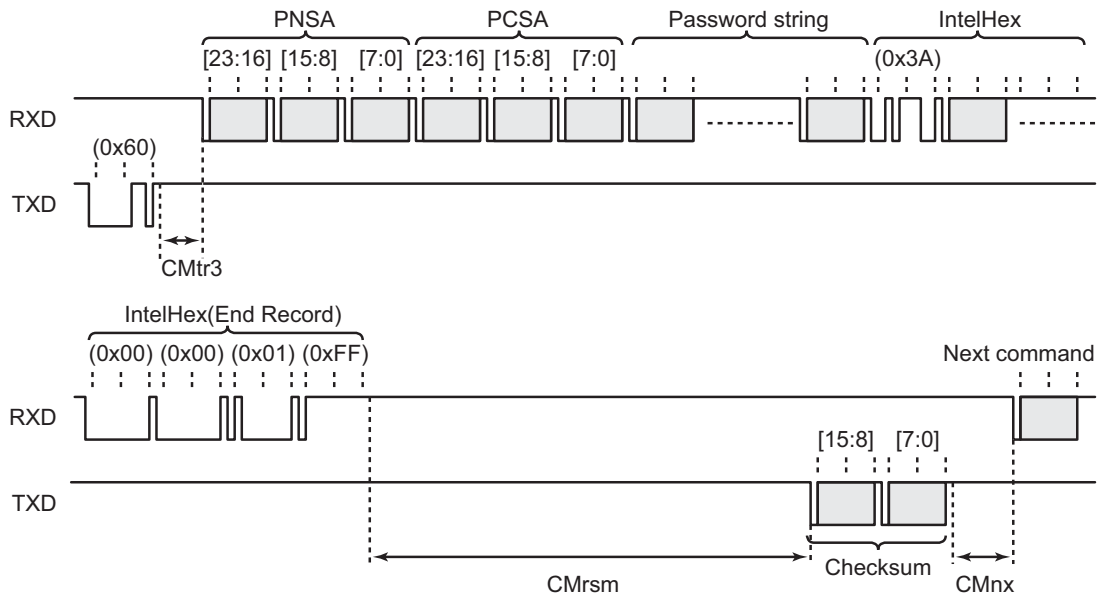 PNSA PCSA Password string IntelHex
[23:16] [15:8] [7:0] [23:16] [15:8] [7:0] (0x3A)
RXD
(0x60)
TXD
CMtr3
IntelHex(End Record)
(0x00) (0x00) (0x01) (0xFF) Next command
RXD
[15:8] [7:0]
TXD
Checksum
CMrsm CMnx